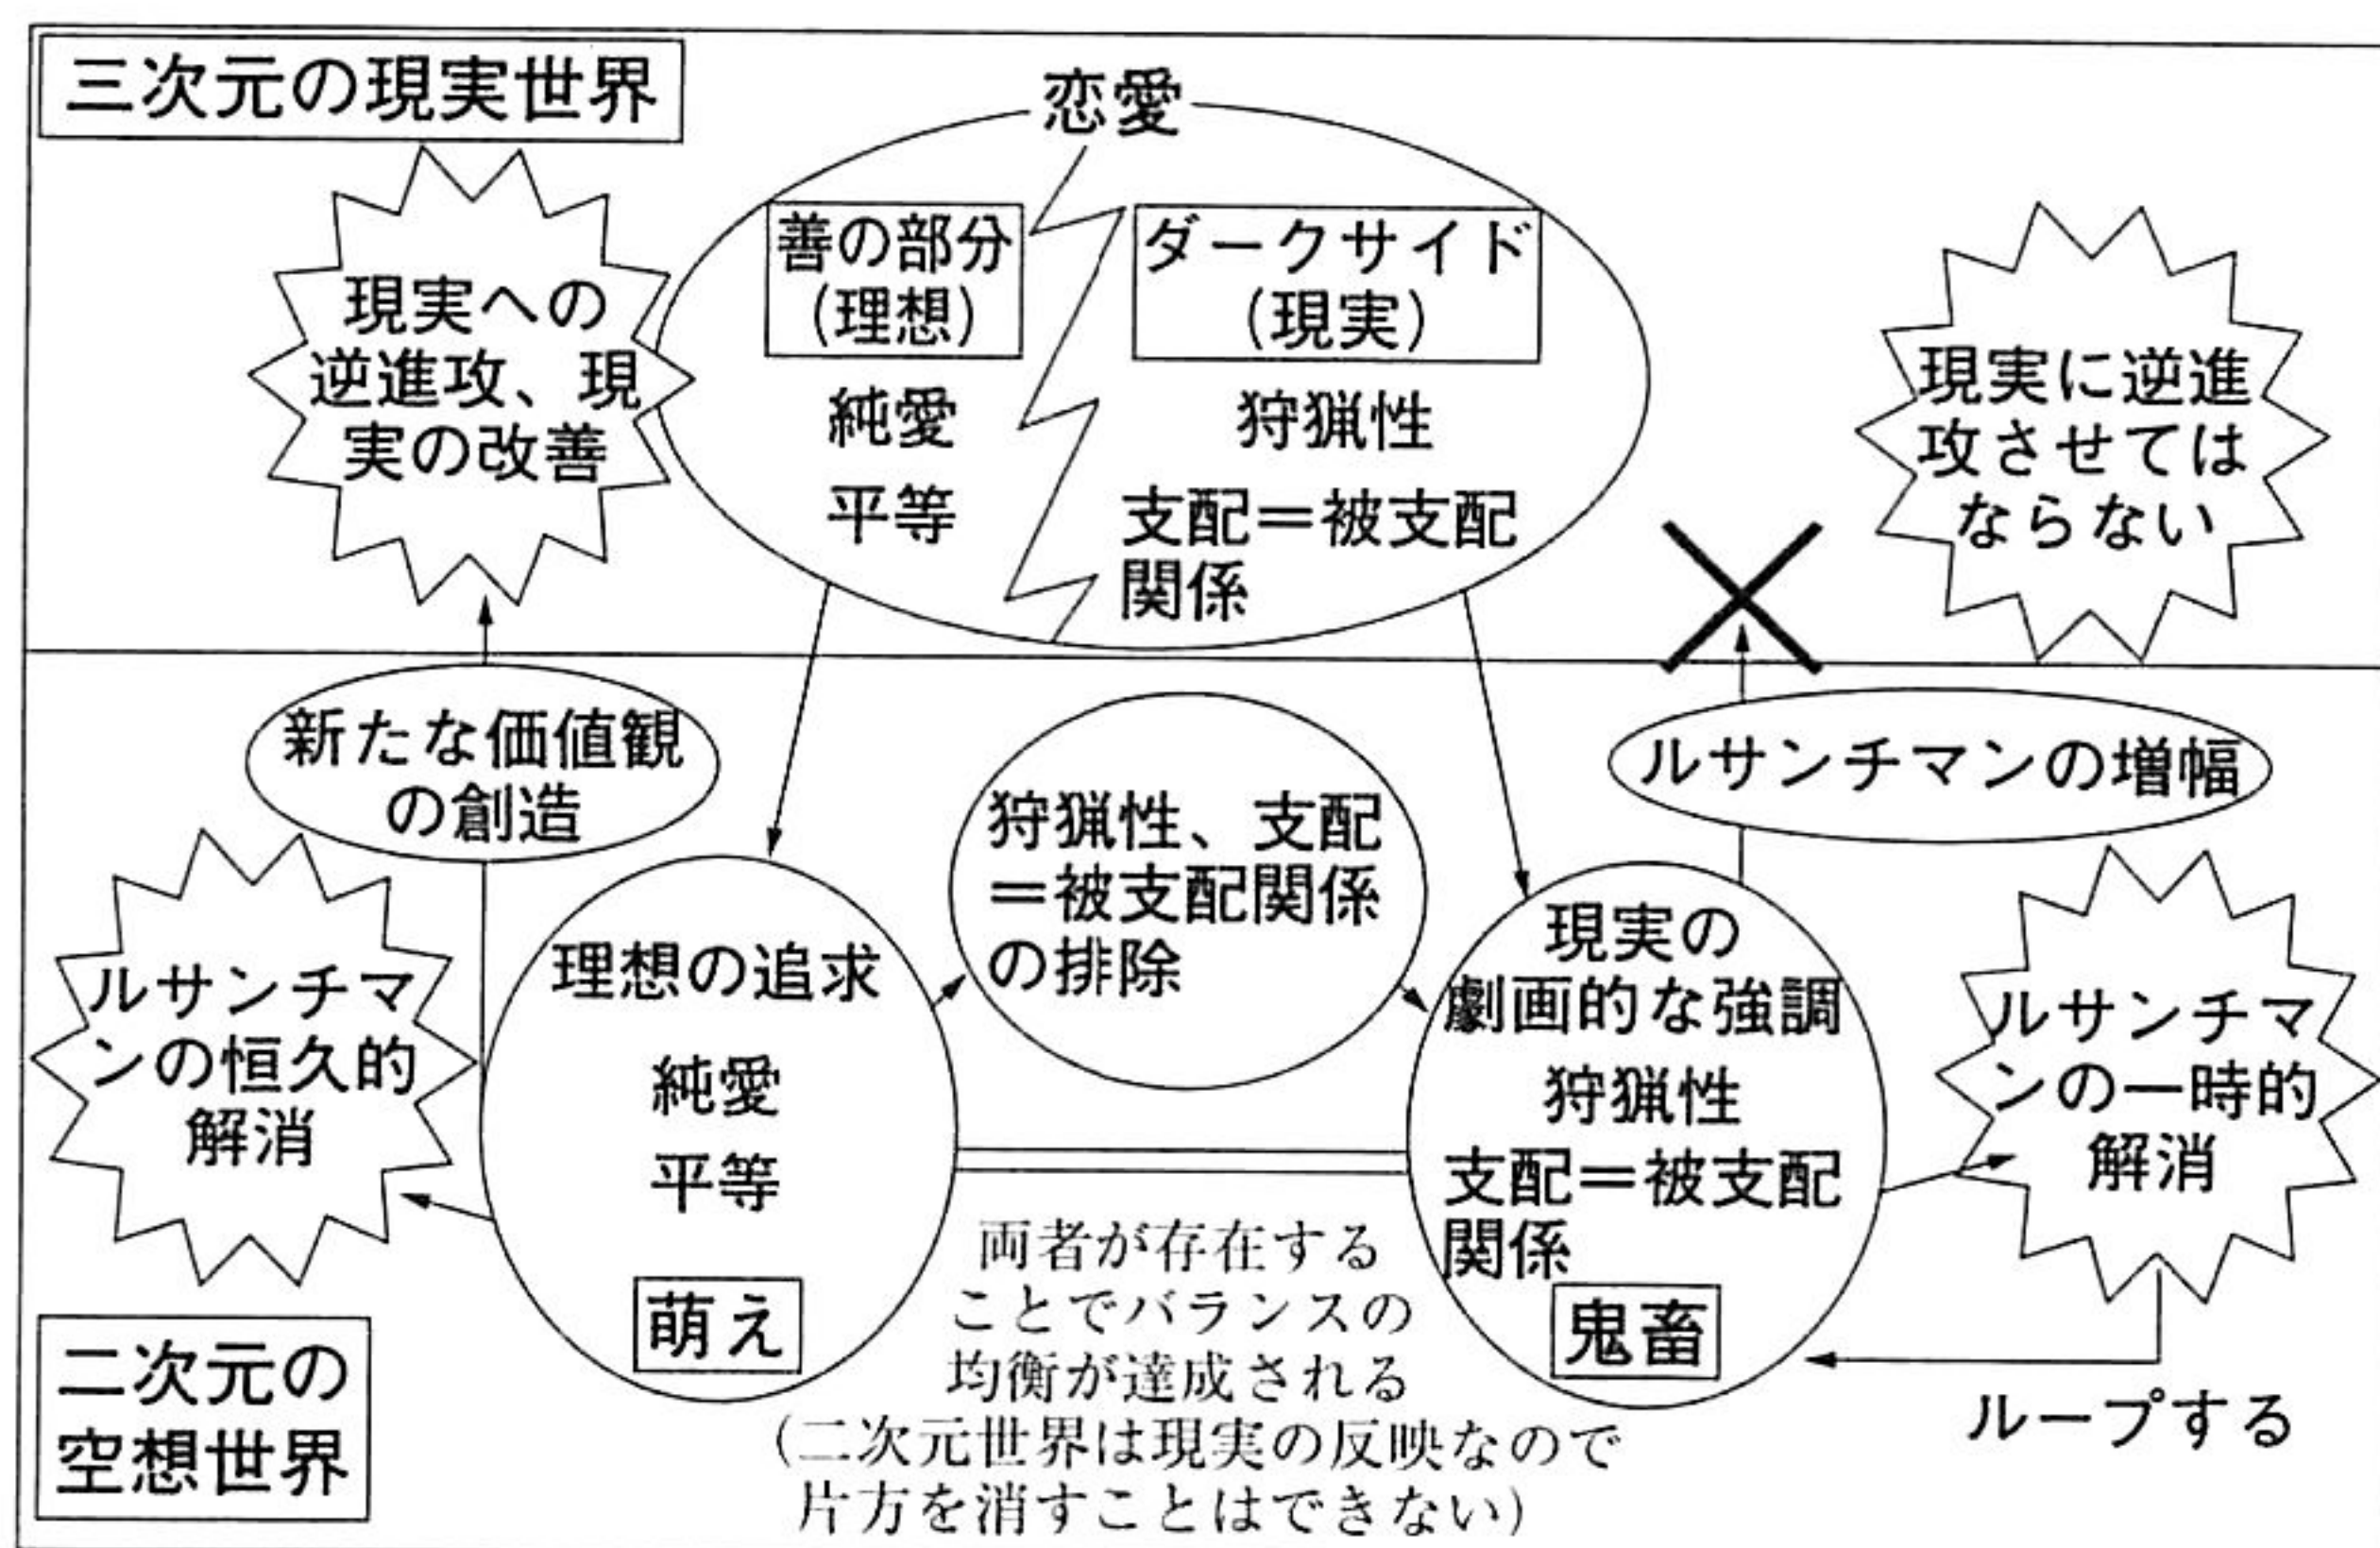 三次元の現実世界
恋愛
現実への
逆進攻、現
実の改善
善の部分
(理想)
純愛
平等
ダークサイド
(現実)
狩猟性
支配＝被支配
関係
現実に逆進
攻させては
ならない
新たな価値観
の創造
狩猟性、支配
＝被支配関係
の排除
ルサンチマンの増幅
ルサンチマ
ンの恒久的
解消
理想の追求
純愛
平等
萌え
現実の
劇画的な強調
狩猟性
支配＝被支配
関係
鬼畜
ルサンチマ
ンの一時的
解消
ループする
両者が存在する
ことでバランスの
均衡が達成される
(二次元世界は現実の反映なので
片方を消すことはできない)
二次元の
空想世界